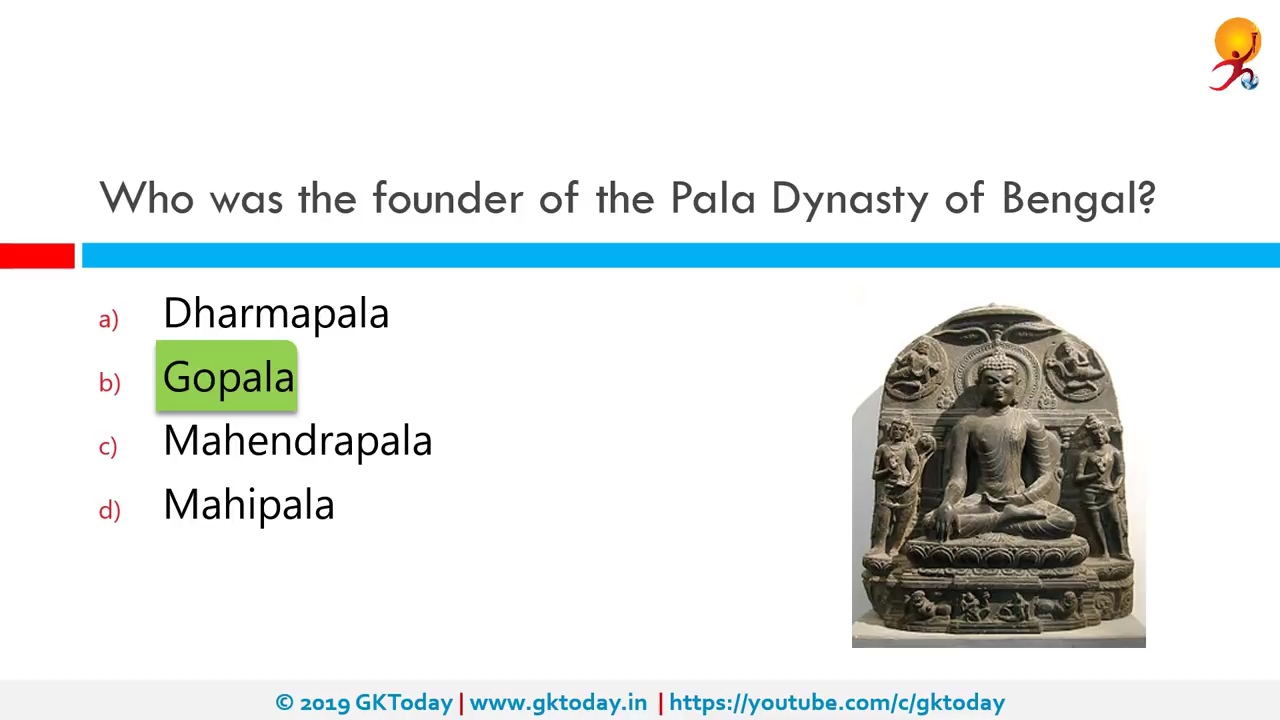 Who was the founder of the Pala Dynasty of Bengal?
a) Dharmapala
b) Gopala
c) Mahendrapala
d) Mahipala
© 2019 GKToday | www.gktoday.in | https://youtube.com/c/gktoday